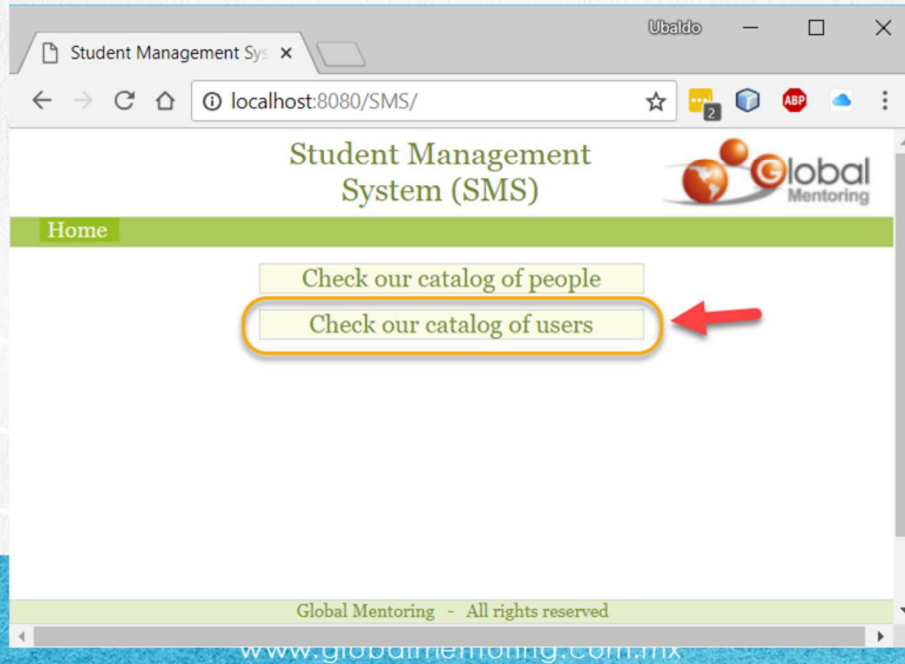 Ubaldo
Student Management Sys
localhost:8080/SMS/
2
ABP
Student Management
System (SMS)
Global
Mentoring
Home
Check our catalog of people
Check our catalog of users
Global Mentoring - All rights reserved
www.globalmentoring.com.mx